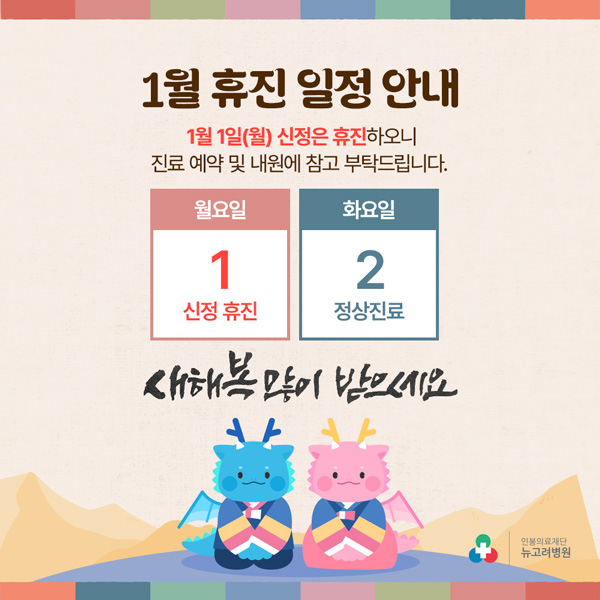 1월 휴진 일정 안내
1월 1일(월) 신정은 휴진하오니
진료 예약 및 내원에 참고 부탁드립니다.
월요일
1
신정 휴진
화요일
2
정상진료
새해 복 많이 받으세요
인봉의료재단
뉴고려병원